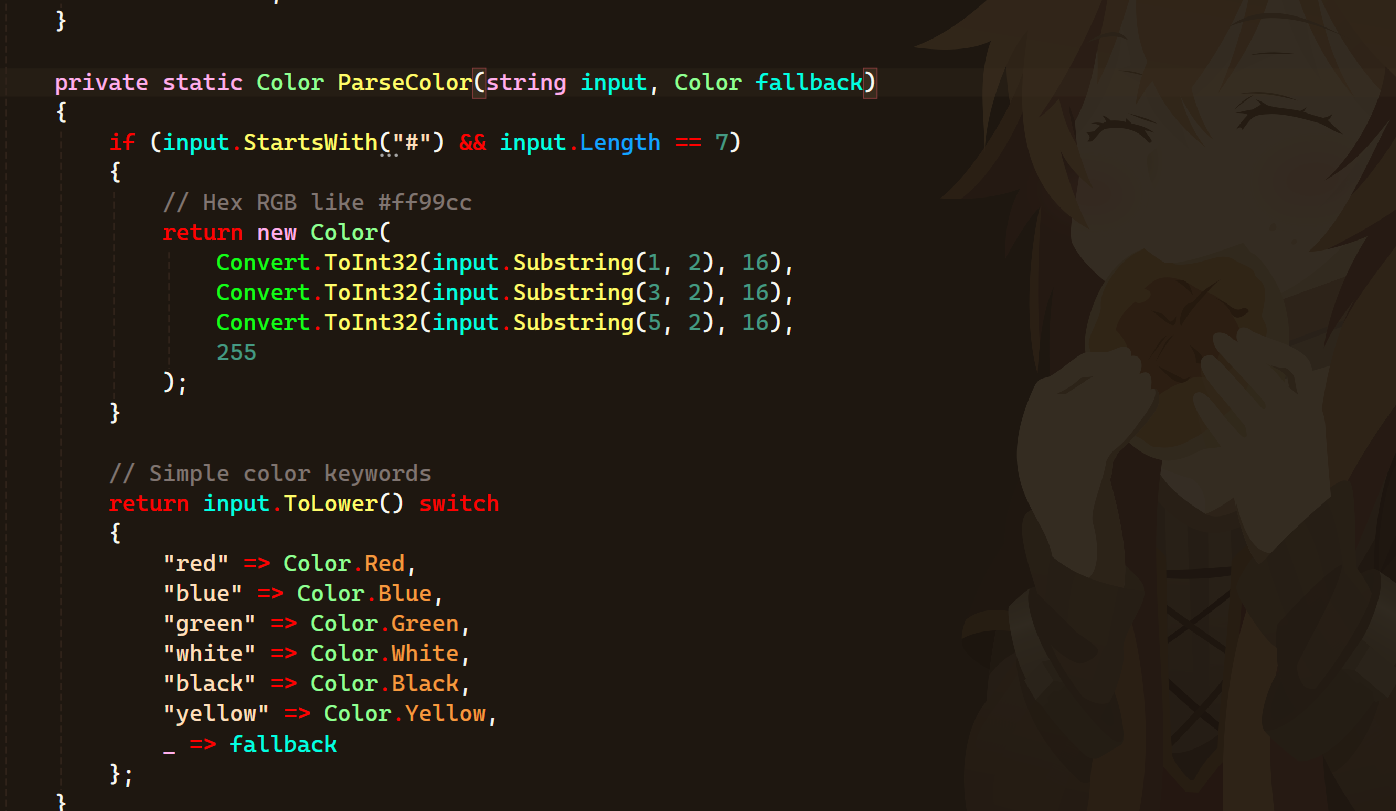 }
private static Color ParseColor(string input, Color fallback)
{
if (input.StartsWith("#") && input.Length == 7)
{
// Hex RGB like #ff99cc
return new Color(
Convert.ToInt32(input.Substring(1, 2), 16),
Convert.ToInt32(input.Substring(3, 2), 16),
Convert.ToInt32(input.Substring(5, 2), 16),
255
);
}
// Simple color keywords
return input.ToLower() switch
{
"red" => Color.Red,
"blue" => Color.Blue,
"green" => Color.Green,
"white" => Color.White,
"black" => Color.Black,
"yellow" => Color.Yellow,
_ => fallback
};
}